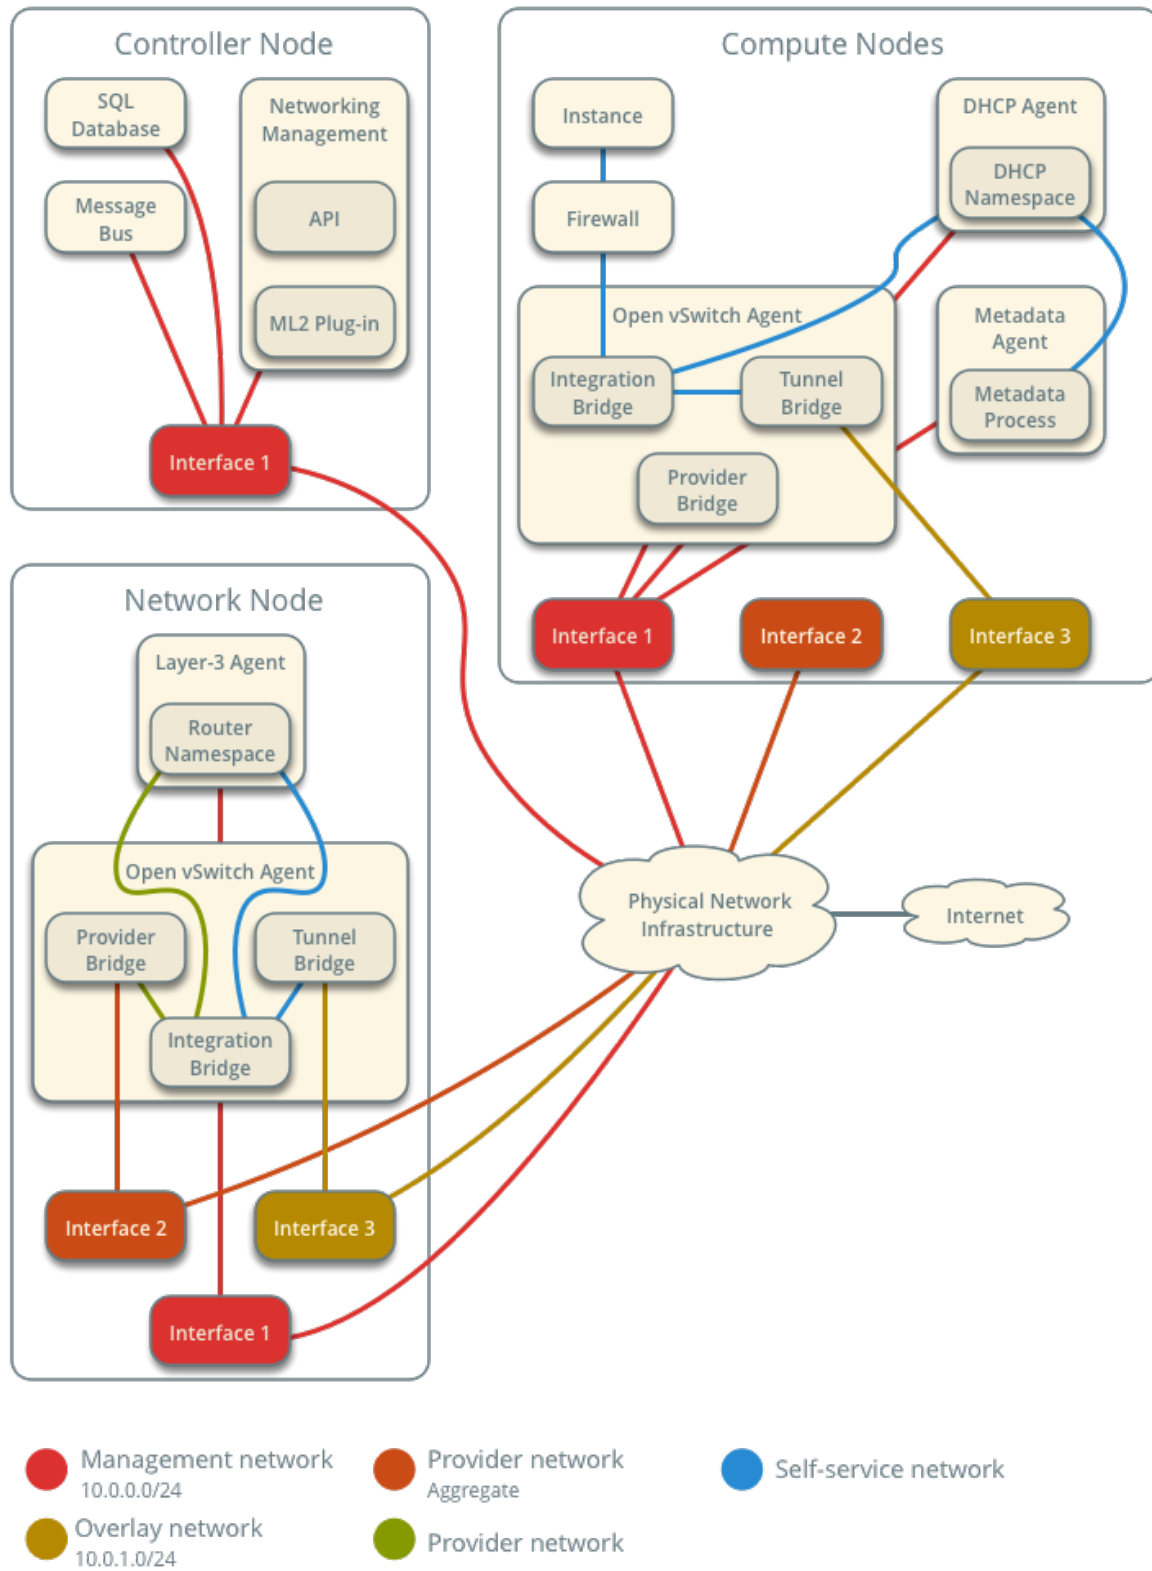 Controller Node
SQL
Database
Message
Bus
Networking
Management
API
ML2 Plug-in
Interface 1
Compute Nodes
Instance
Firewall
DHCP Agent
DHCP
Namespace
Open vSwitch Agent
Integration
Bridge
Tunnel
Bridge
Provider
Bridge
Metadata
Agent
Metadata
Process
Interface 1
Interface 2
Interface 3
Network Node
Layer-3 Agent
Router
Namespace
Open vSwitch Agent
Provider
Bridge
Tunnel
Bridge
Integration
Bridge
Interface 2
Interface 3
Interface 1
Physical Network
Infrastructure
Internet
Management network
10.0.0.0/24
Provider network
Aggregate
Self-service network
Overlay network
10.0.1.0/24
Provider network